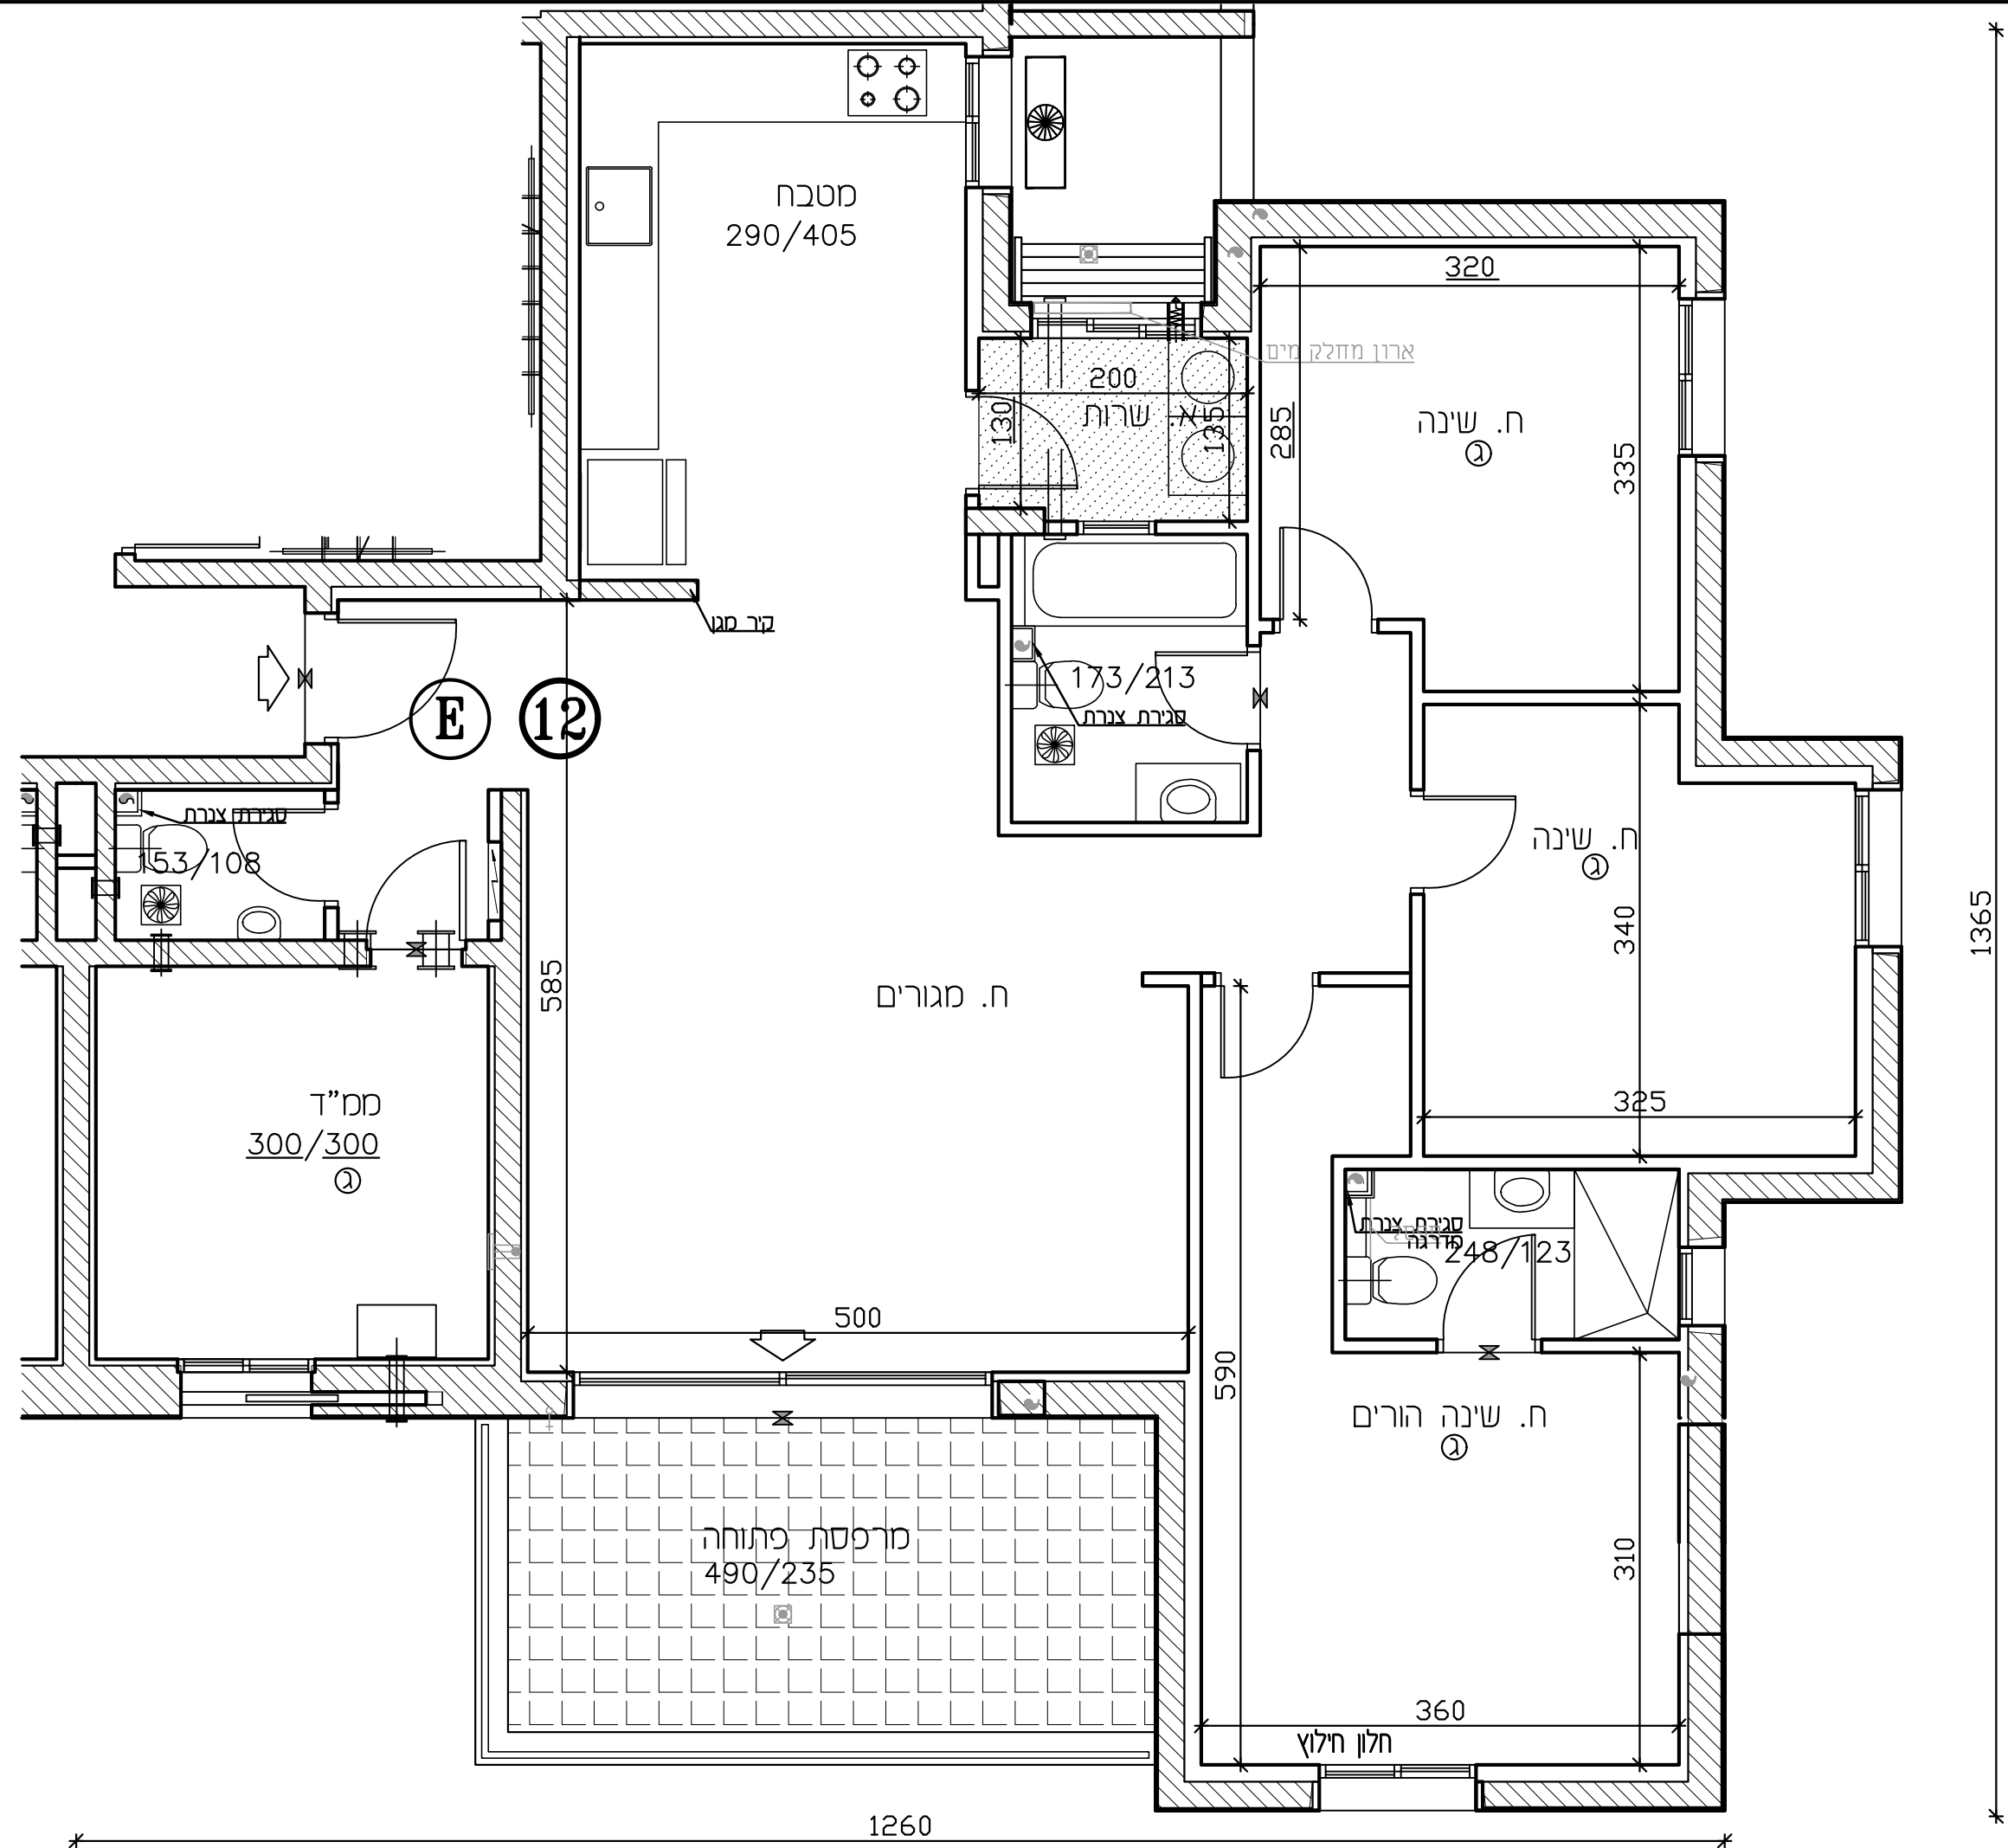 מטבח
290/405
320
ארון מחלק מים
200
א. שרות
130
135
285
ח. שינה
ג
335
קיר מגן
173/213
סגירת צנרת
E
12
סגירת צנרת
153/108
ח. שינה
ג
340
325
1365
585
ח. מגורים
ממ"ד
300/300
ג
סגירת צנרת
מדרגה
248/123
500
590
ח. שינה הורים
ג
מרפסת פתוחה
490/235
310
360
חלון חילוץ
1260